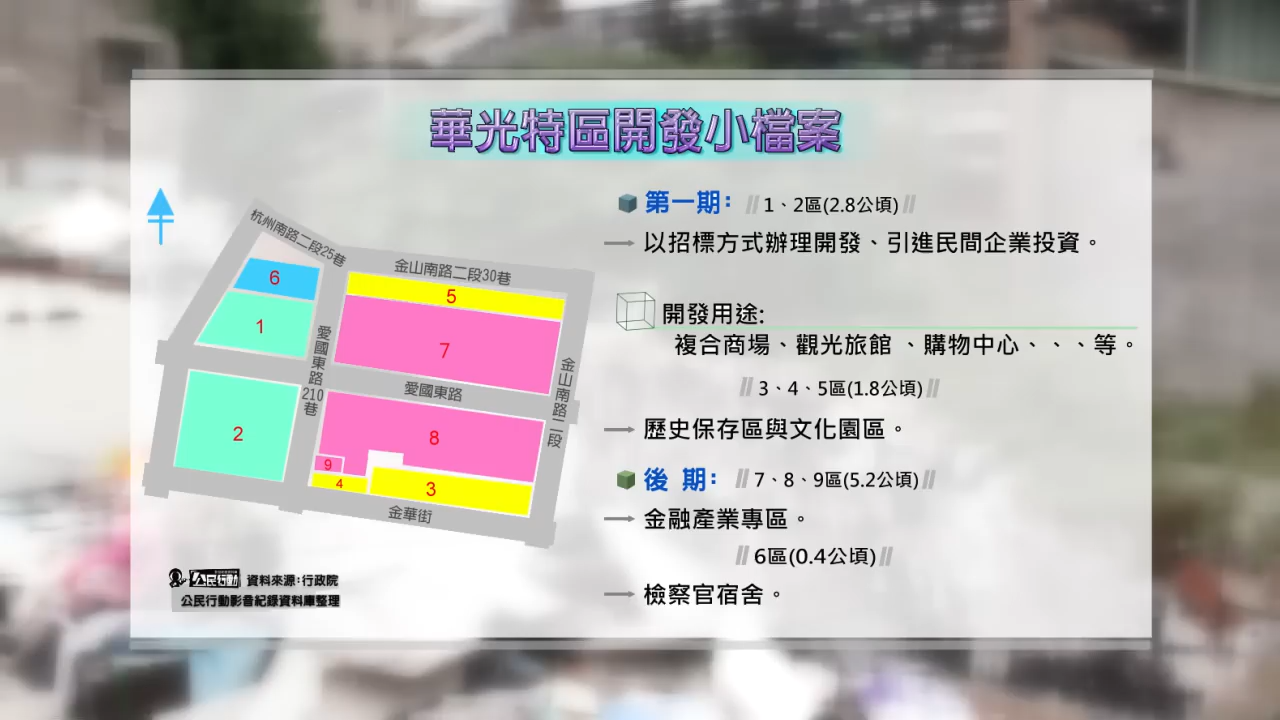 華光特區開發小檔案
第一期: 1、2區(2.8公頃)
以招標方式辦理開發、引進民間企業投資。
開發用途:
複合商場、觀光旅館 、購物中心、、、等。
3、4、5區(1.8公頃)
歷史保存區與文化園區。
後 期: 7、8、9區(5.2公頃)
金融產業專區。
6區(0.4公頃)
檢察官宿舍。
杭州南路二段25巷
金山南路二段30巷
6
5
1
7
愛國東路210巷
金山南路二段
愛國東路
2
8
9
4
3
金華街
公民行動 資料來源:行政院
公民行動影音紀錄資料庫整理